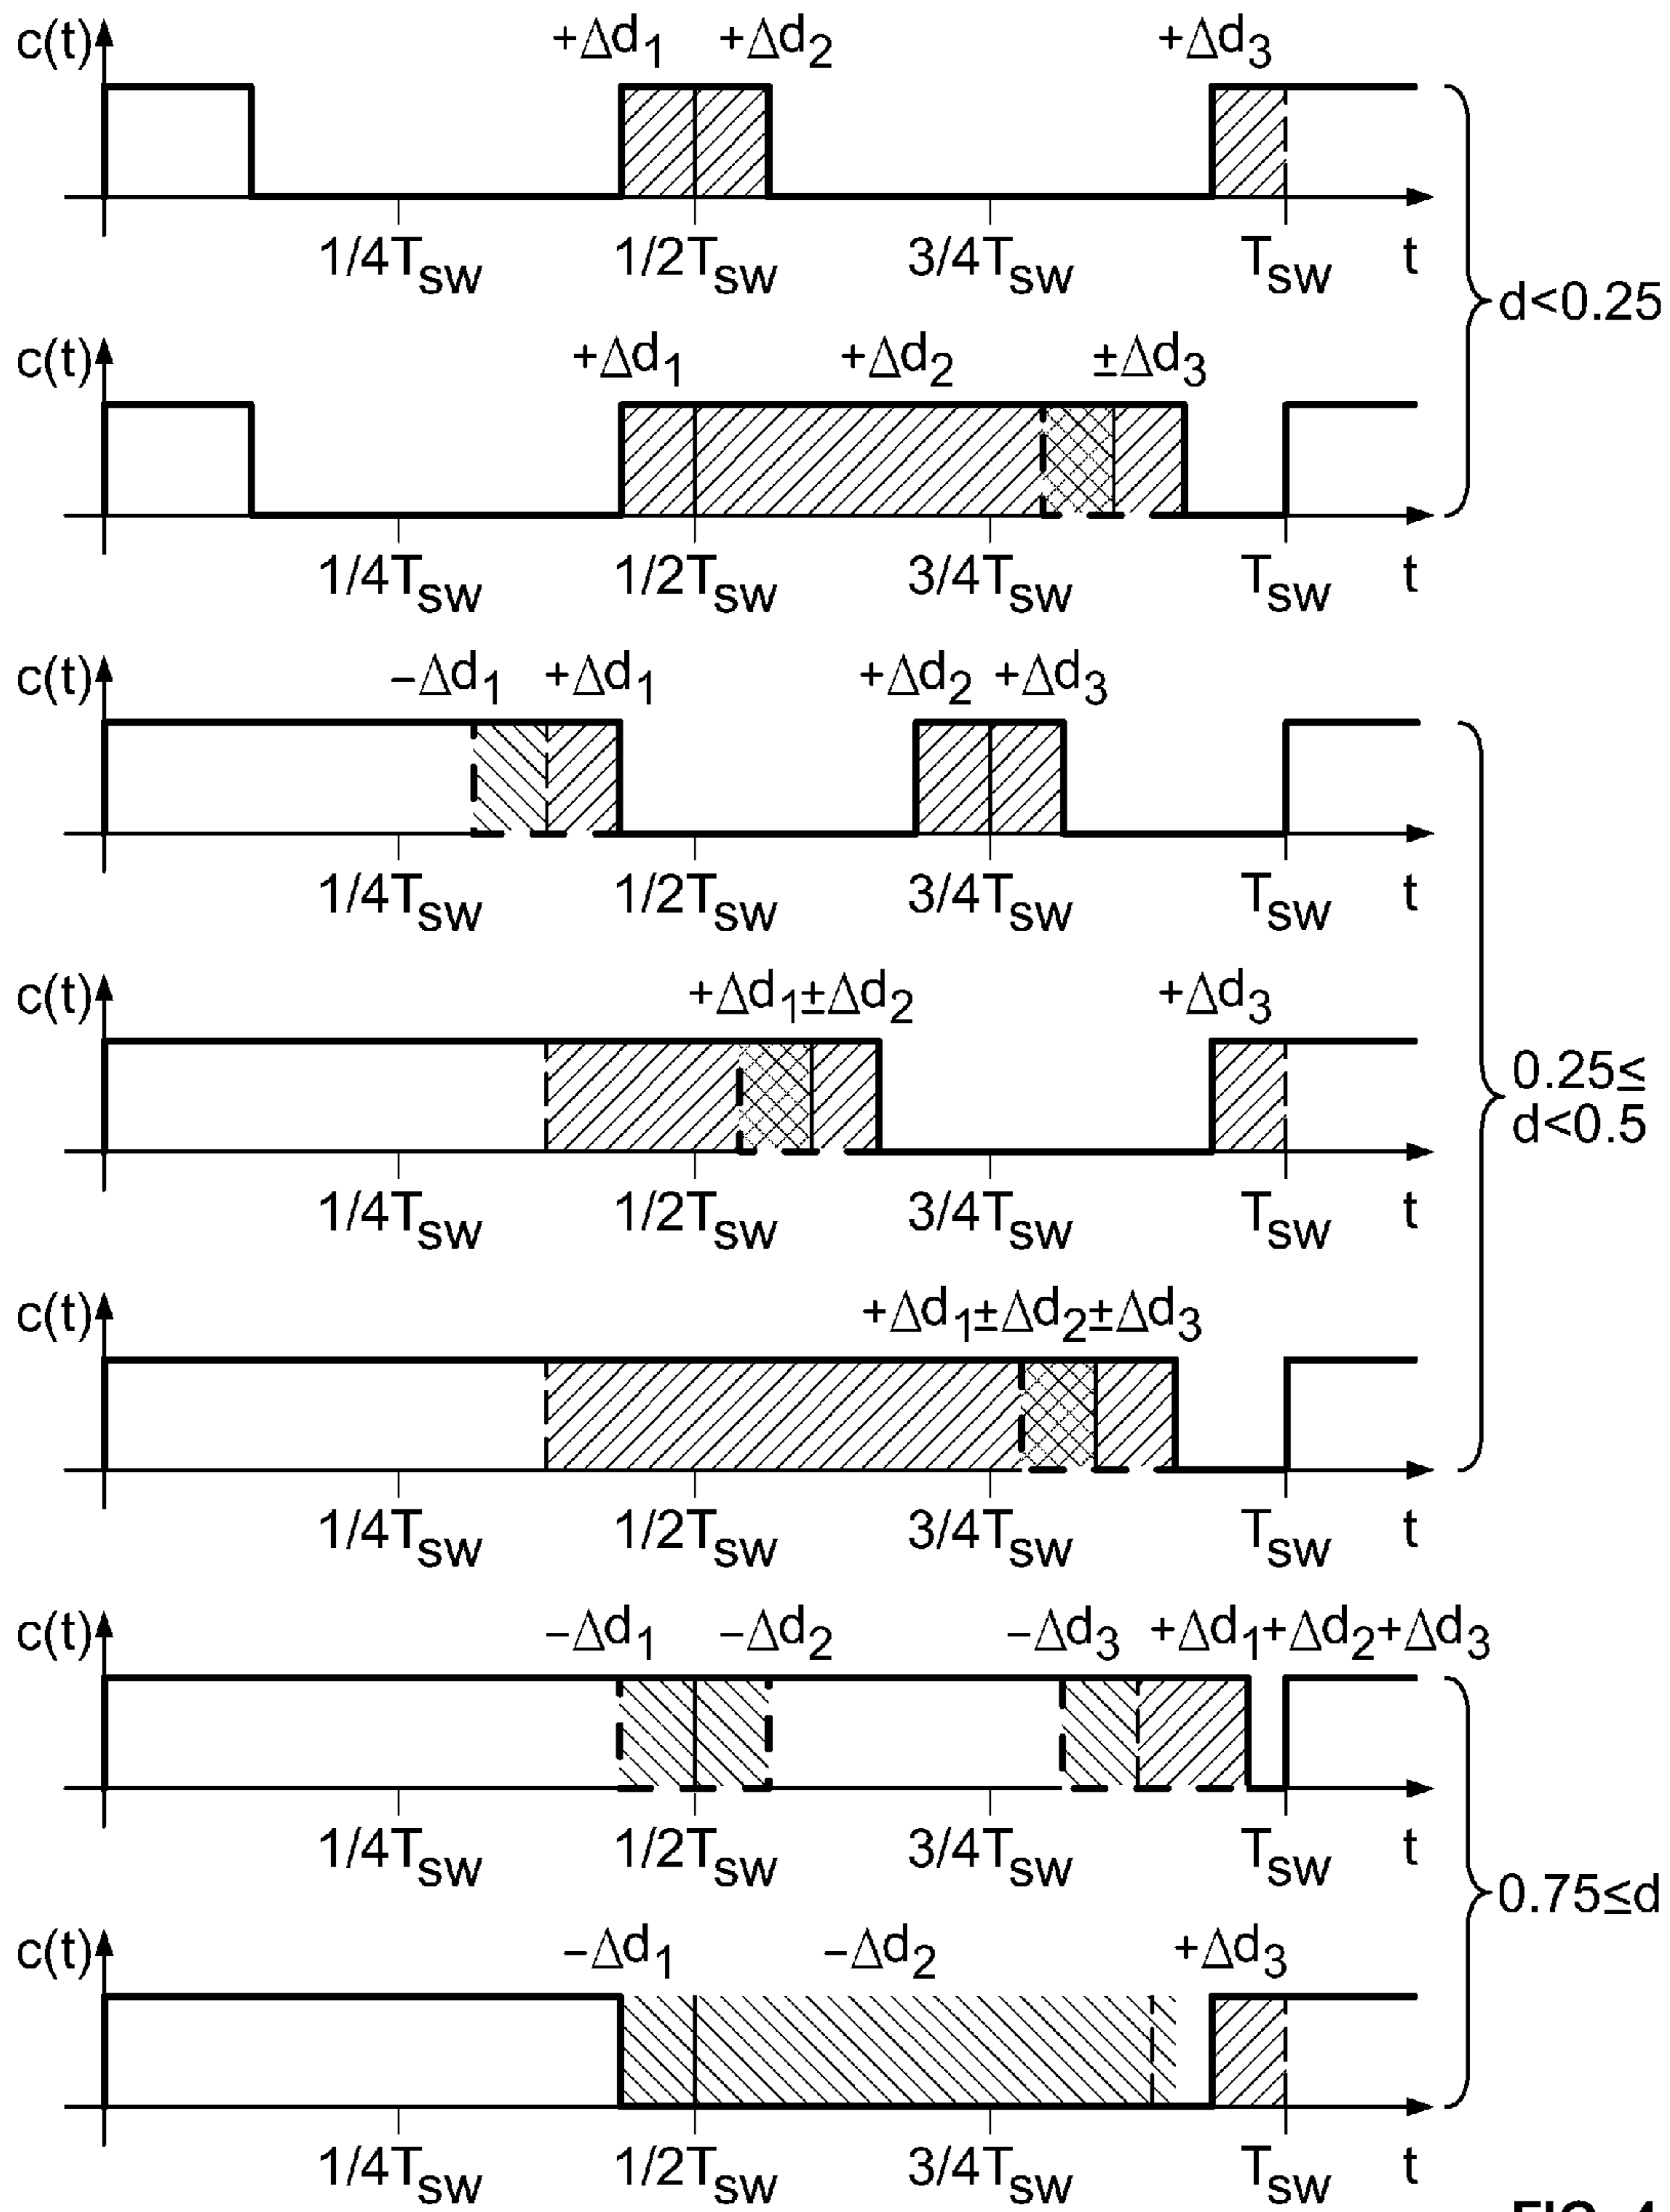 c(t) +Δd1 +Δd2 +Δd3
1/4TSW 1/2TSW 3/4TSW TSW t
d<0.25
c(t) +Δd1 +Δd2 ±Δd3
1/4TSW 1/2TSW 3/4TSW TSW t
c(t) −Δd1 +Δd1 +Δd2 +Δd3
1/4TSW 1/2TSW 3/4TSW TSW t
c(t) +Δd1±Δd2 +Δd3
0.25≤
d<0.5
1/4TSW 1/2TSW 3/4TSW TSW t
c(t) +Δd1±Δd2±Δd3
1/4TSW 1/2TSW 3/4TSW TSW t
c(t) −Δd1 −Δd2 −Δd3 +Δd1+Δd2+Δd3
1/4TSW 1/2TSW 3/4TSW TSW t
0.75≤d
c(t) −Δd1 −Δd2 +Δd3
1/4TSW 1/2TSW 3/4TSW TSW t